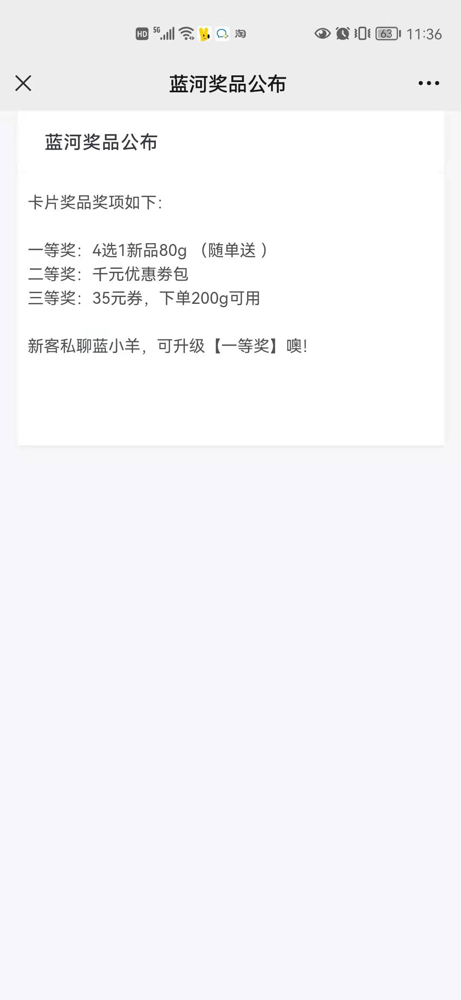 HD 5G 淘 63 11:36
蓝河奖品公布
蓝河奖品公布
卡片奖品奖项如下:
一等奖：4选1新品80g （随单送 ）
二等奖：千元优惠劵包
三等奖：35元券，下单200g可用
新客私聊蓝小羊，可升级【一等奖】噢!